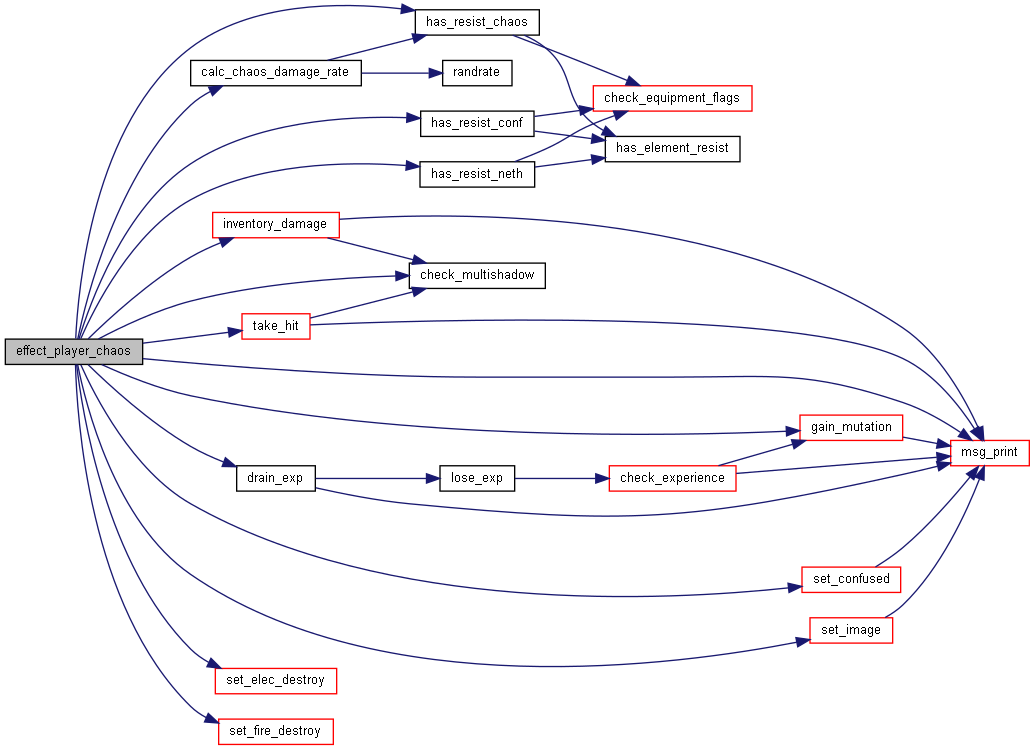 has_resist_chaos
calc_chaos_damage_rate
randrate
check_equipment_flags
has_resist_conf
has_element_resist
has_resist_neth
inventory_damage
check_multishadow
take_hit
effect_player_chaos
gain_mutation
msg_print
drain_exp
lose_exp
check_experience
set_confused
set_image
set_elec_destroy
set_fire_destroy